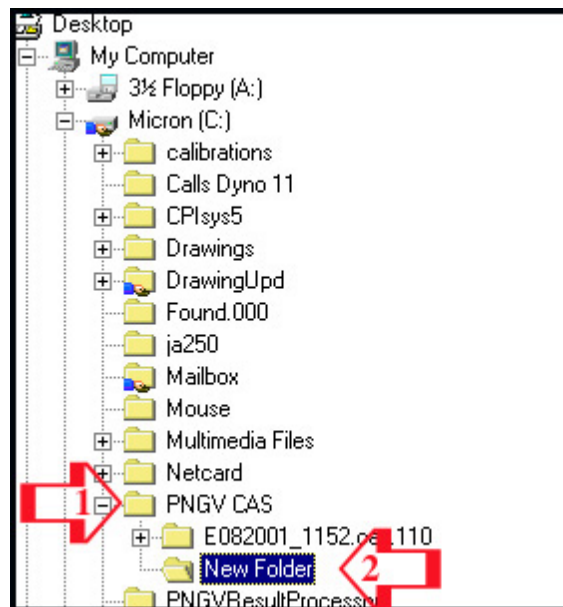 Desktop
My Computer
3½ Floppy (A:)
Micron (C:)
calibrations
Calls Dyno 11
CPIsys5
Drawings
DrawingUpd
Found.000
ja250
Mailbox
Mouse
Multimedia Files
Netcard
1 PNGV CAS
E082001_1152.
New Folder 2